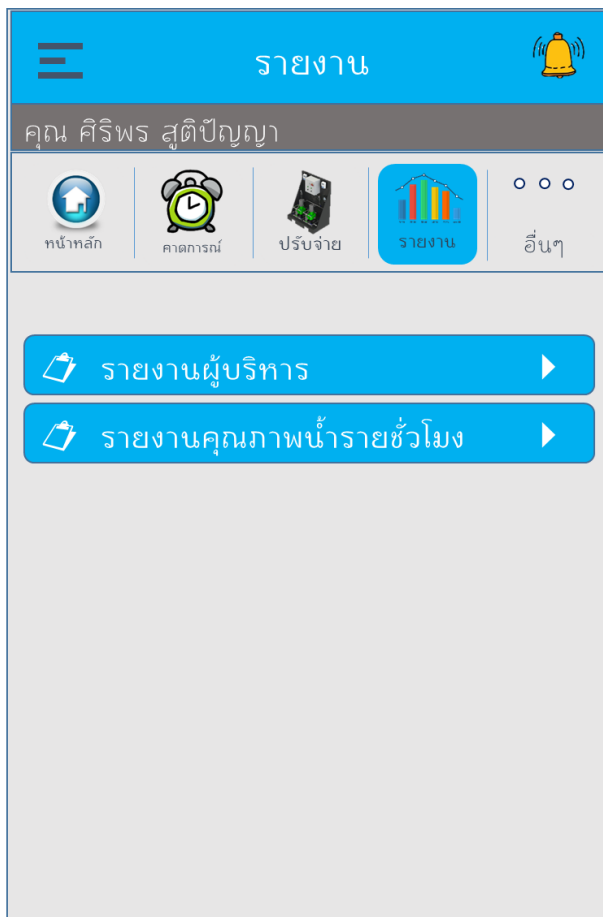 รายงาน
คุณ ศิริพร สูติปัญญา
หน้าหลัก
คาดการณ์
ปรับจ่าย
รายงาน
อื่นๆ
รายงานผู้บริหาร
รายงานคุณภาพน้ำรายชั่วโมง